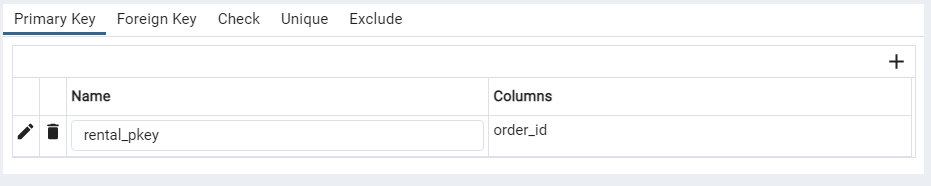 Primary Key Foreign Key Check Unique Exclude
Name Columns
rental_pkey order_id